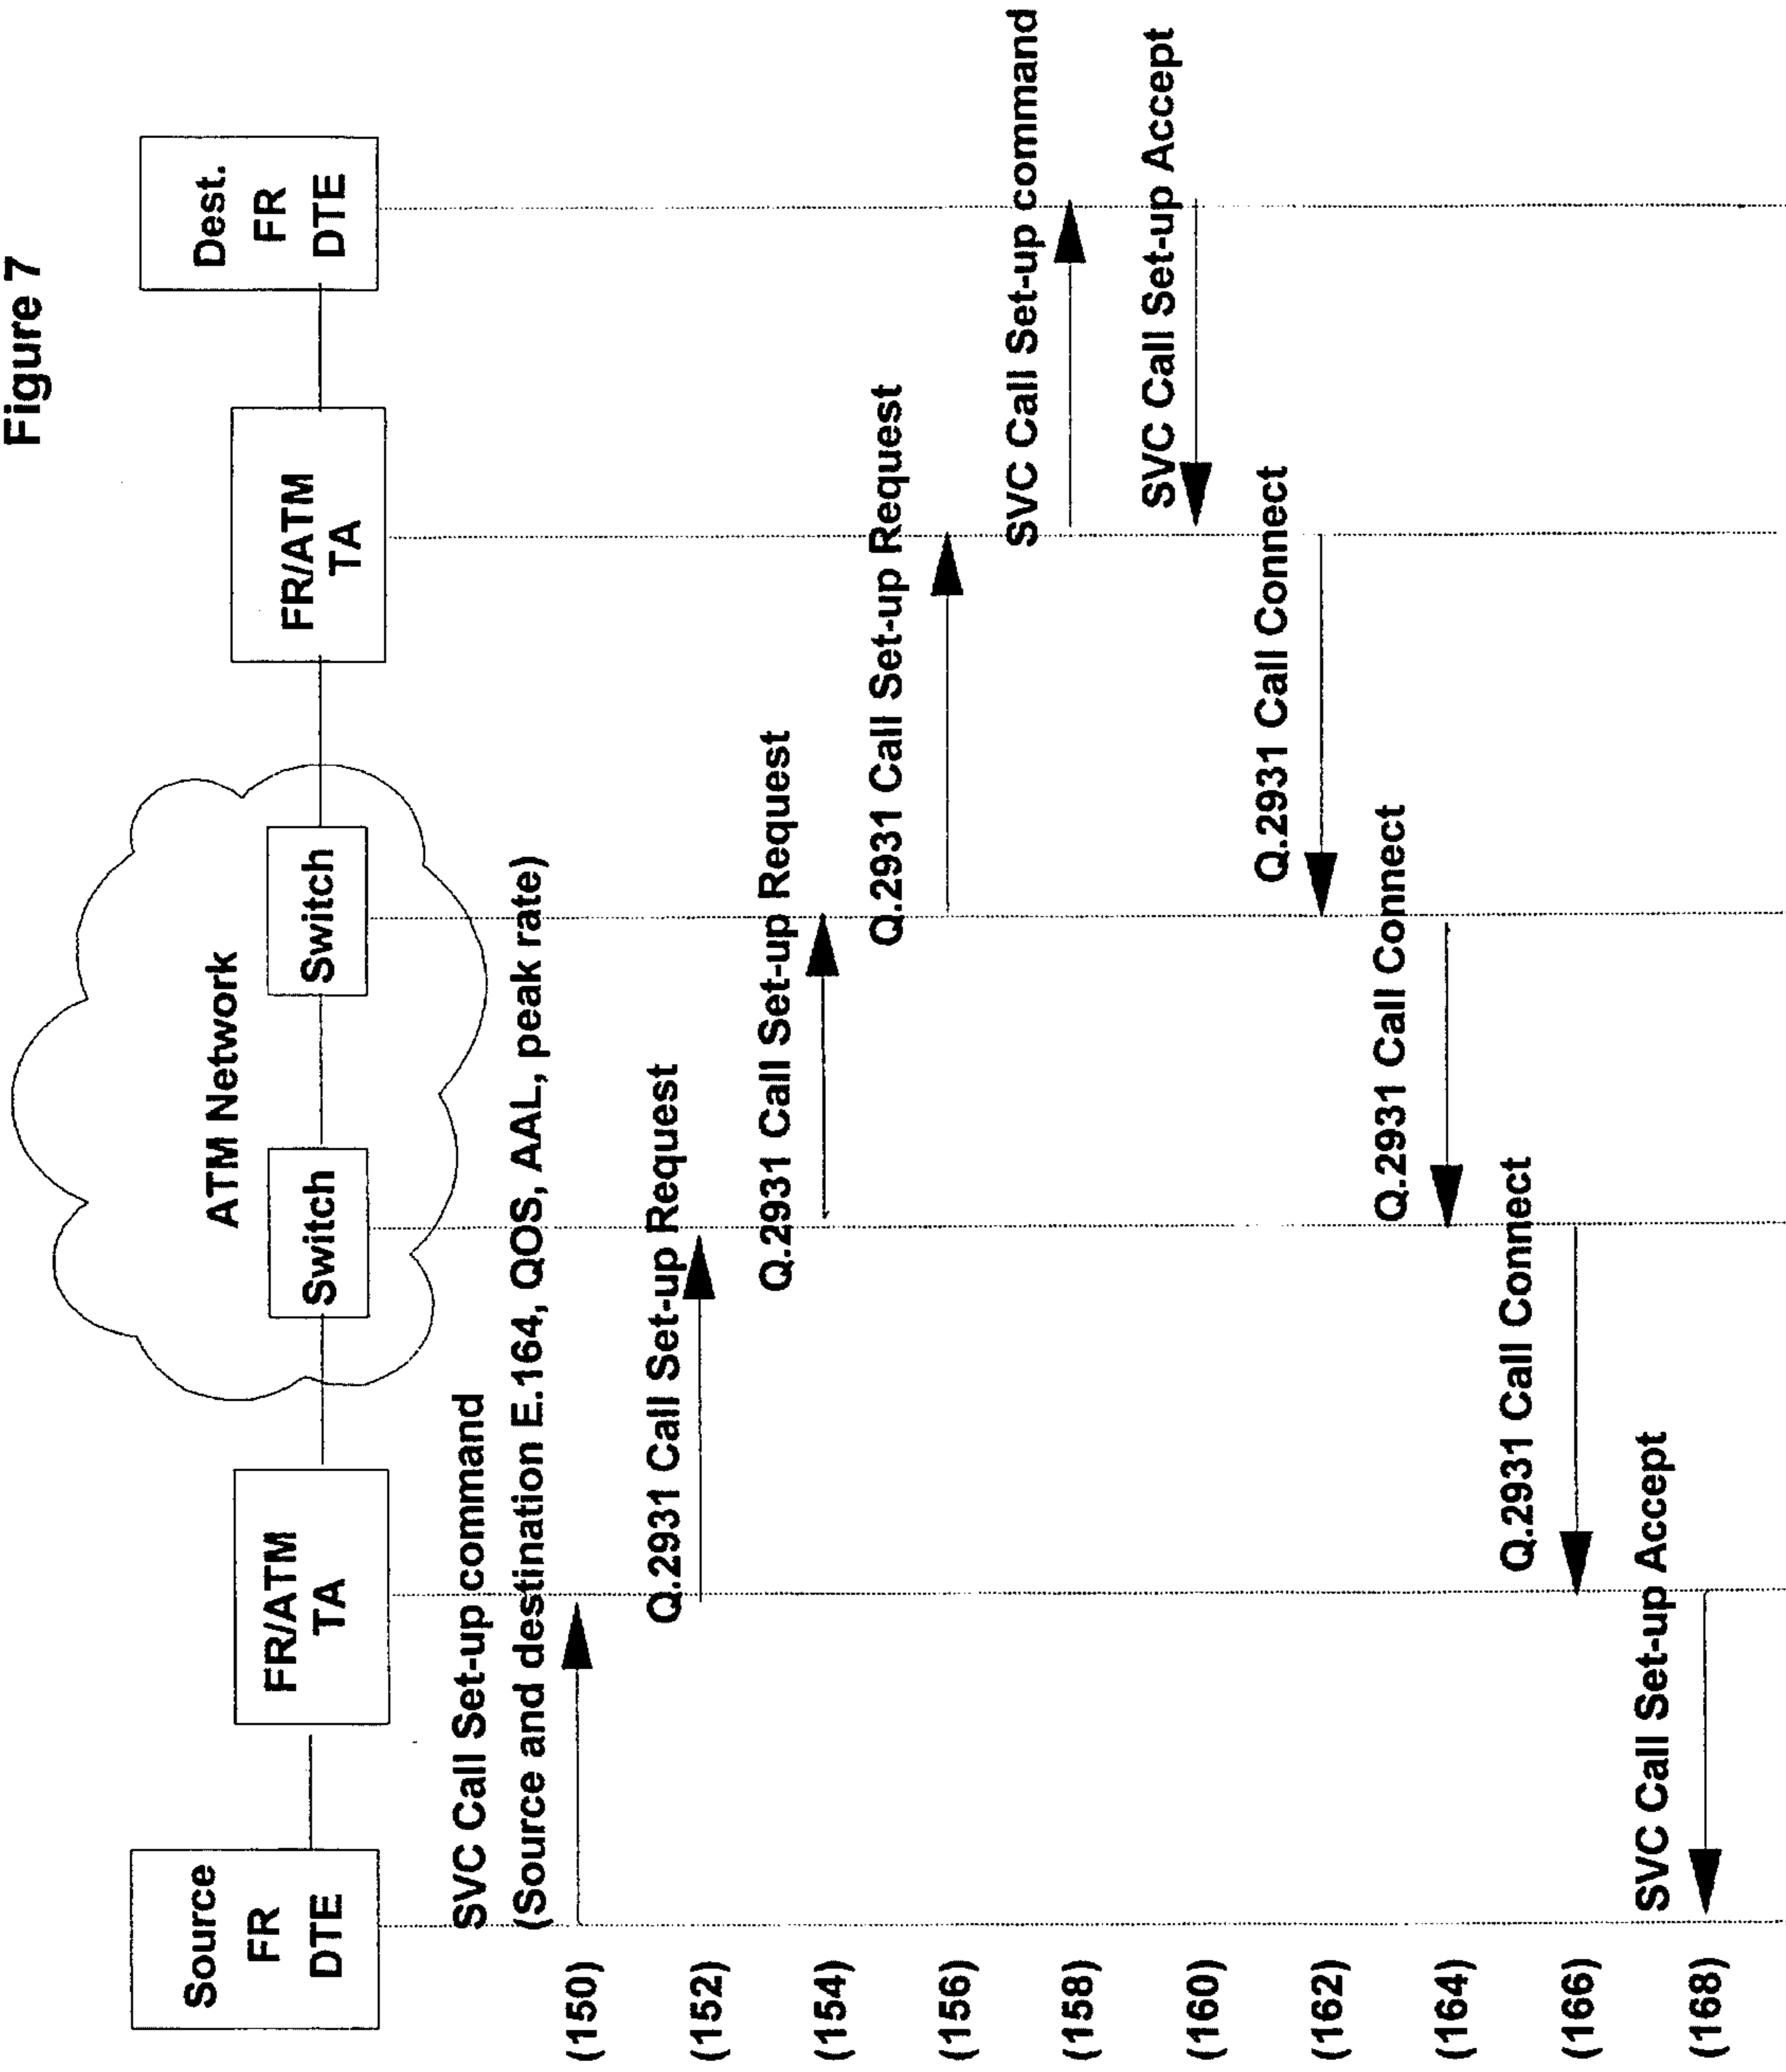 Figure 7
Source
FR
DTE
FR/ATM
TA
ATM Network
Switch
Switch
FR/ATM
TA
Dest.
FR
DTE
SVC Call Set-up command
(Source and destination E.164, QOS, AAL, peak rate)
(150)
Q.2931 Call Set-up Request
(152)
Q.2931 Call Set-up Request
(154)
Q.2931 Call Set-up Request
(156)
SVC Call Set-up command
(158)
SVC Call Set-up Accept
(160)
Q.2931 Call Connect
(162)
Q.2931 Call Connect
(164)
Q.2931 Call Connect
(166)
SVC Call Set-up Accept
(168)